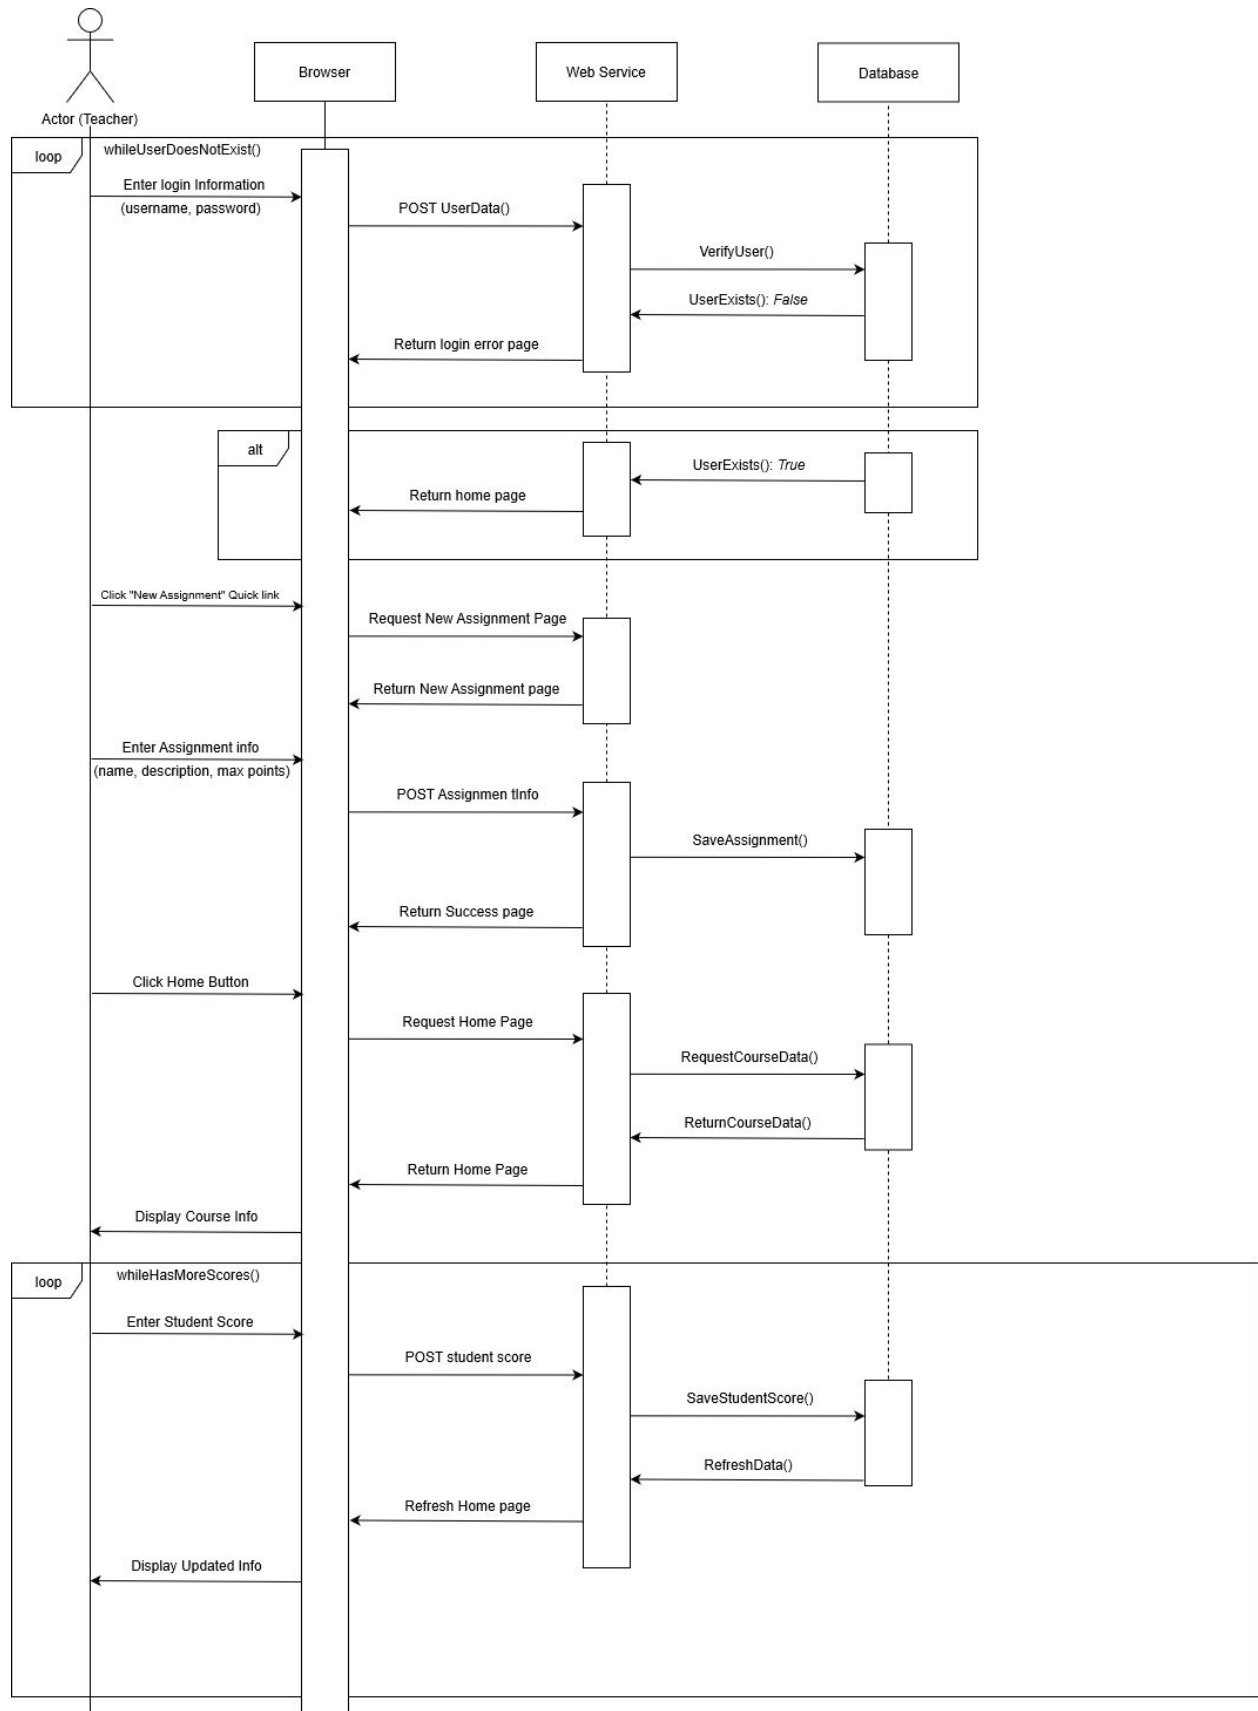 Browser
Web Service
Database
Actor (Teacher)
loop
whileUserDoesNotExist()
Enter login Information
(username, password)
POST UserData()
VerifyUser()
UserExists(): False
Return login error page
alt
UserExists(): True
Return home page
Click "New Assignment" Quick link
Request New Assignment Page
Return New Assignment page
Enter Assignment info
(name, description, max points)
POST Assignmen tInfo
SaveAssignment()
Return Success page
Click Home Button
Request Home Page
RequestCourseData()
ReturnCourseData()
Return Home Page
Display Course Info
loop
whileHasMoreScores()
Enter Student Score
POST student score
SaveStudentScore()
RefreshData()
Refresh Home page
Display Updated Info